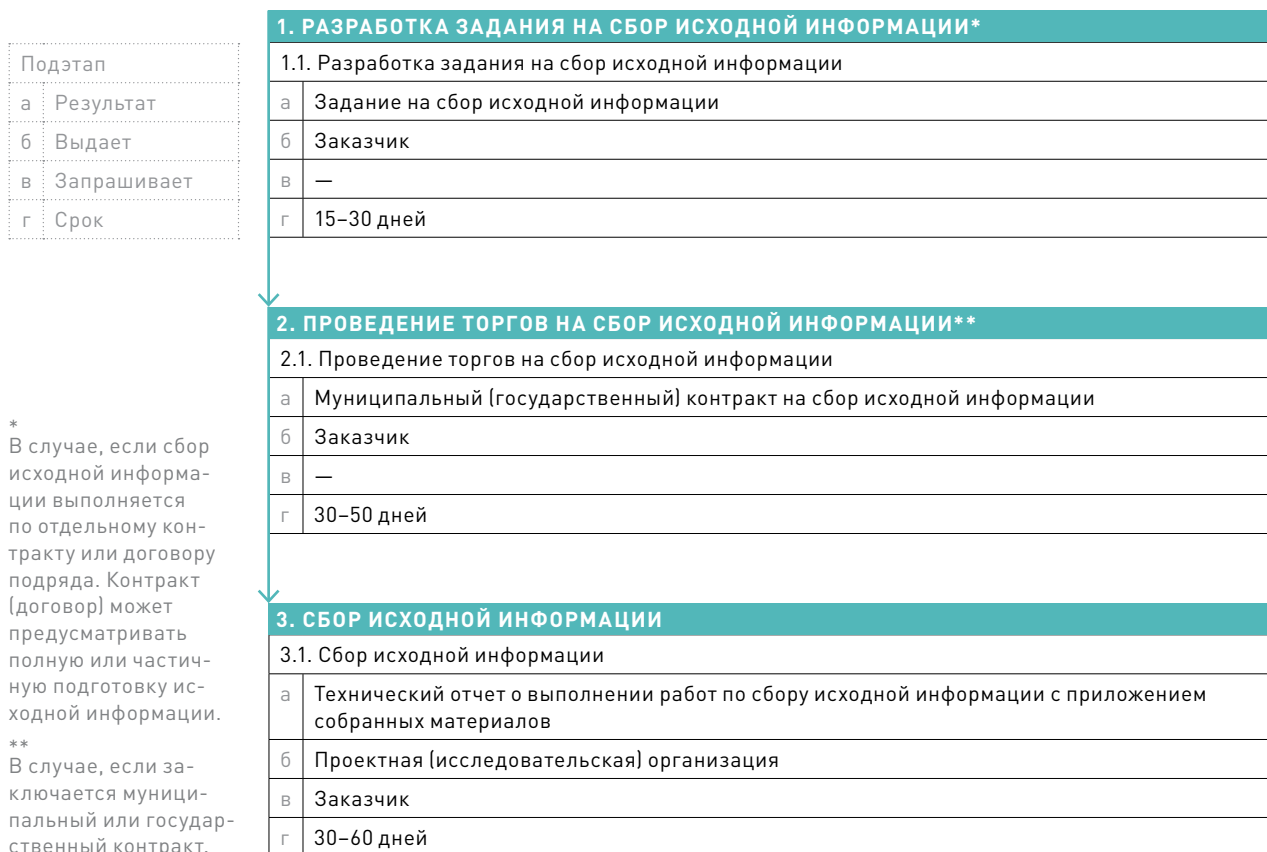 Подэтап
а Результат
б Выдает
в Запрашивает
г Срок
1. РАЗРАБОТКА ЗАДАНИЯ НА СБОР ИСХОДНОЙ ИНФОРМАЦИИ*
1.1. Разработка задания на сбор исходной информации
а Задание на сбор исходной информации
б Заказчик
в —
г 15–30 дней
2. ПРОВЕДЕНИЕ ТОРГОВ НА СБОР ИСХОДНОЙ ИНФОРМАЦИИ**
2.1. Проведение торгов на сбор исходной информации
а Муниципальный (государственный) контракт на сбор исходной информации
б Заказчик
в —
г 30–50 дней
3. СБОР ИСХОДНОЙ ИНФОРМАЦИИ
3.1. Сбор исходной информации
а Технический отчет о выполнении работ по сбору исходной информации с приложением
собранных материалов
б Проектная (исследовательская) организация
в Заказчик
г 30–60 дней
*
В случае, если сбор
исходной информа-
ции выполняется
по отдельному кон-
тракту или договору
подряда. Контракт
(договор) может
предусматривать
полную или частич-
ную подготовку ис-
ходной информации.
**
В случае, если за-
ключается муници-
пальный или государ-
ственный контракт.